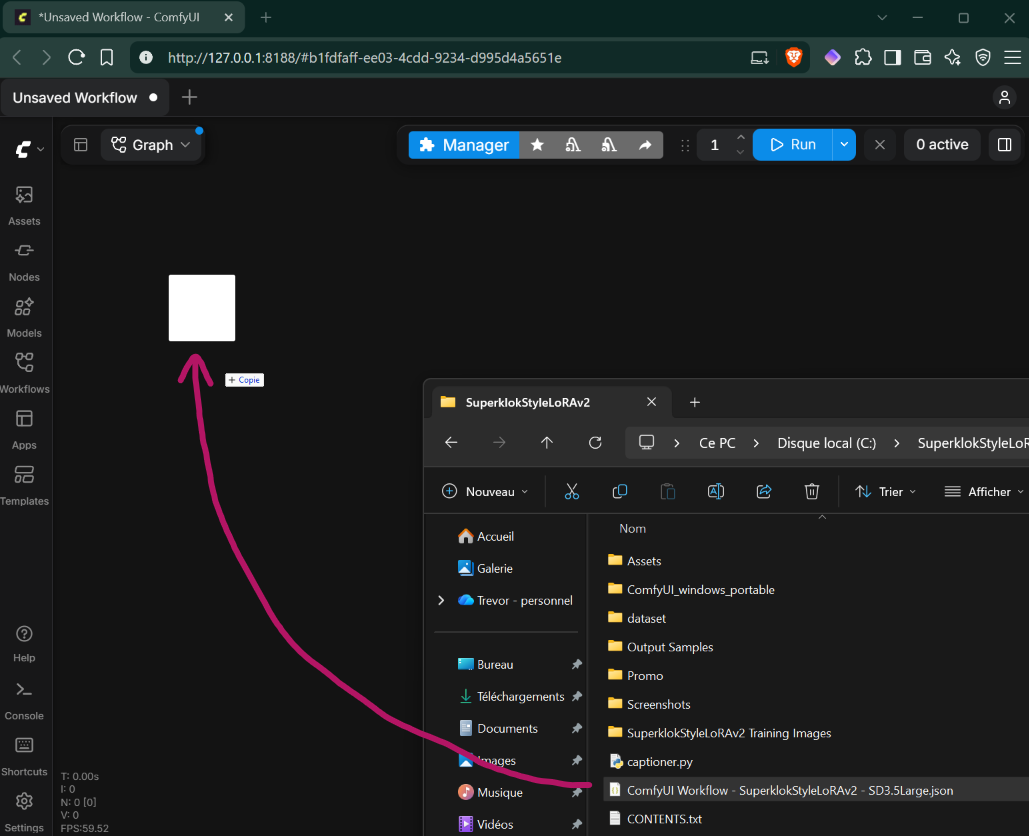 *Unsaved Workflow - ComfyUI
http://127.0.0.1:8188/#b1fdfaff-ee03-4cdd-9234-d995d4a5651e
Unsaved Workflow
Graph
Manager
1
Run
0 active
Assets
Nodes
Models
Workflows
Apps
Templates
Help
Console
Shortcuts
Settings
+ Copie
T: 0.00s
I: 0
N: 0 [0]
V: 0
FPS:59.52
SuperklokStyleLoRAv2
Ce PC > Disque local (C:) > SuperklokStyleLoR
Nouveau
Trier
Afficher
Accueil
Galerie
Trevor - personnel
Bureau
Téléchargements
Documents
Images
Musique
Vidéos
Nom
Assets
ComfyUI_windows_portable
dataset
Output Samples
Promo
Screenshots
SuperklokStyleLoRAv2 Training Images
captioner.py
ComfyUI Workflow - SuperklokStyleLoRAv2 - SD3.5Large.json
CONTENTS.txt